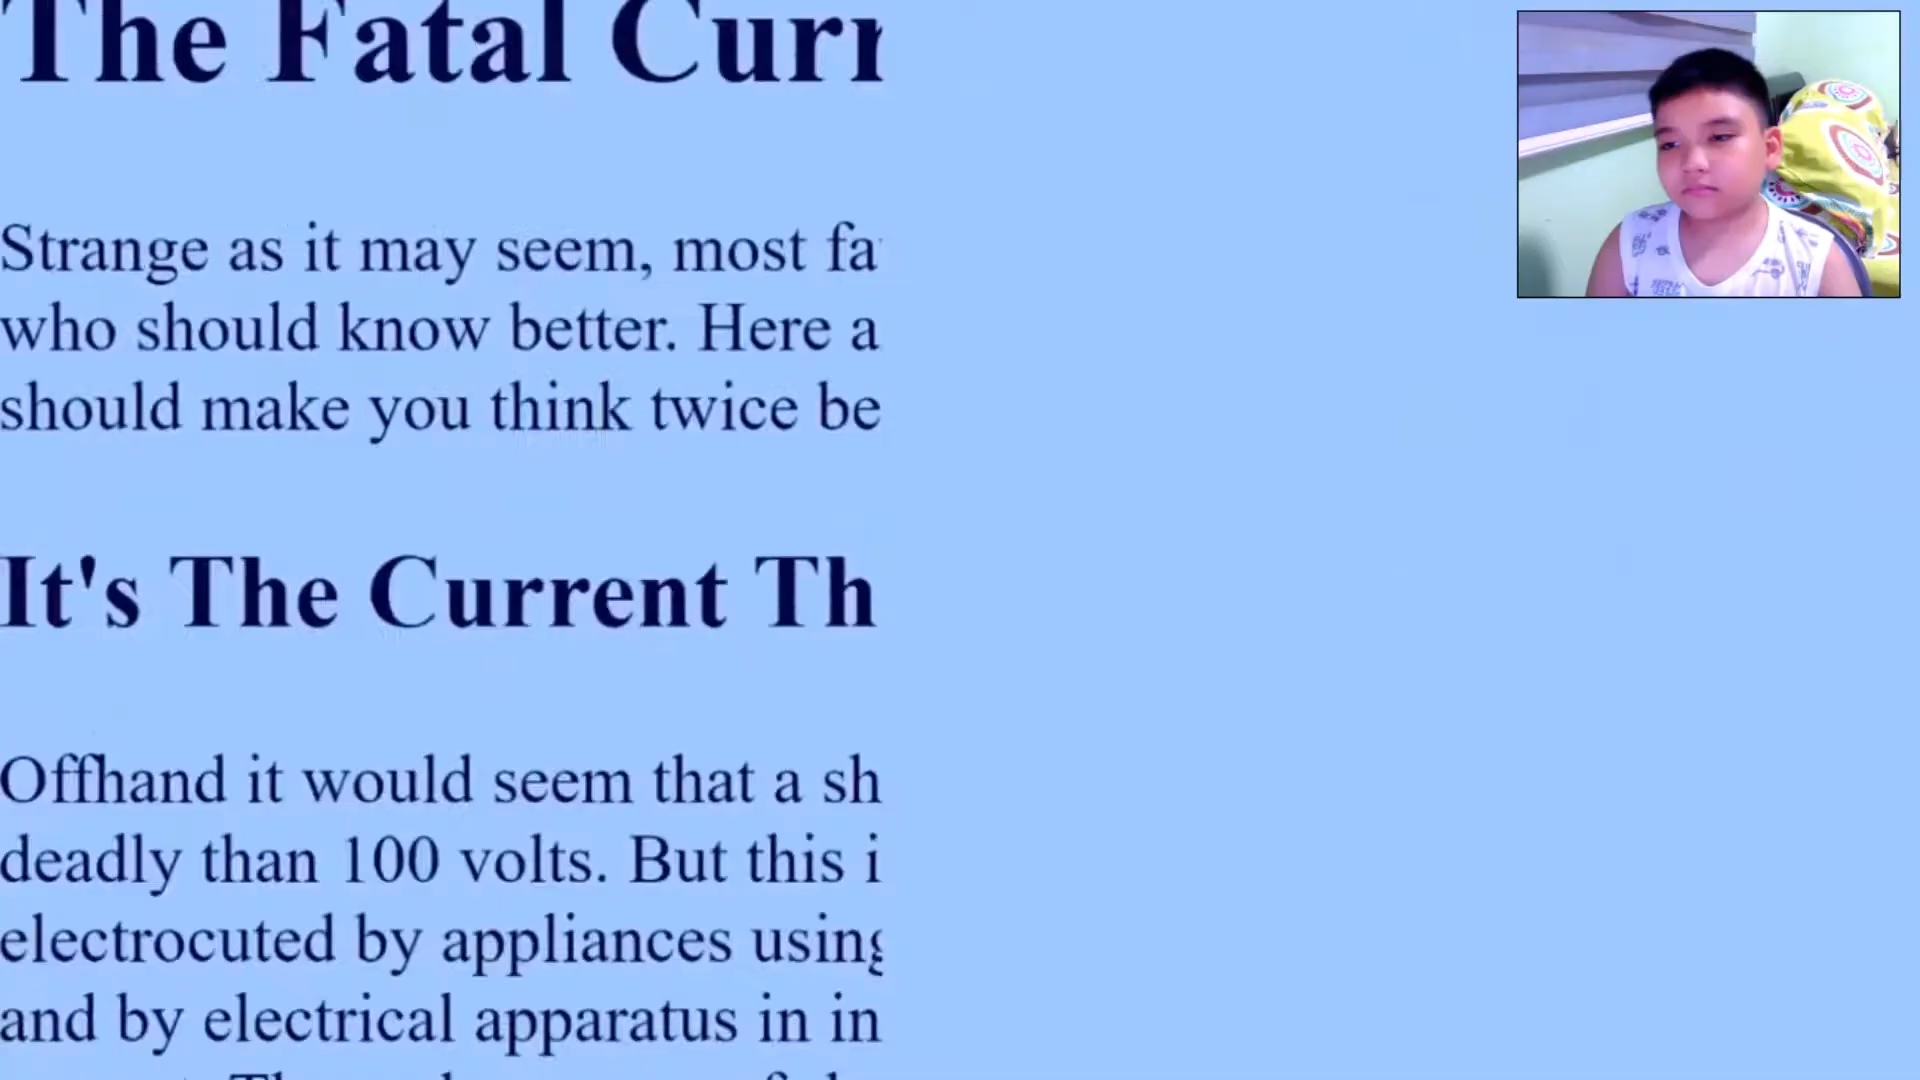 The Fatal Curr
Strange as it may seem, most fa
who should know better. Here a
should make you think twice be
It's The Current Th
Offhand it would seem that a sh
deadly than 100 volts. But this i
electrocuted by appliances using
and by electrical apparatus in in